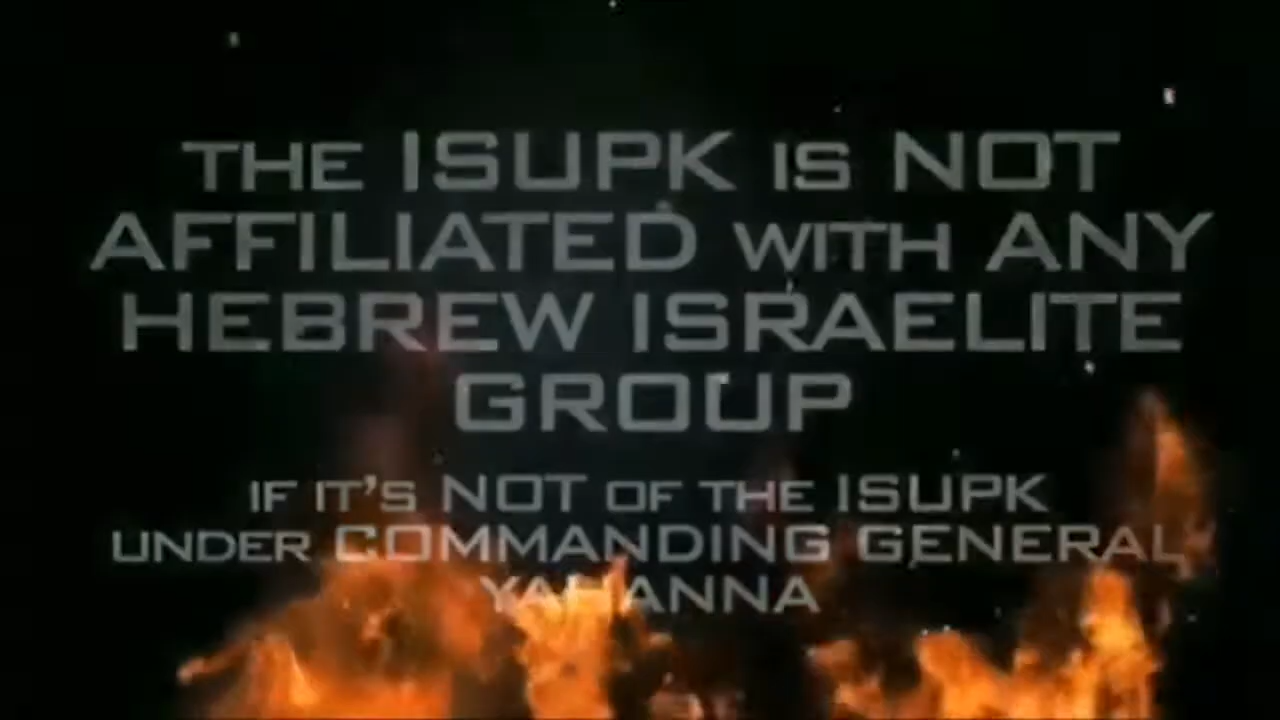 THE ISUPK IS NOT
AFFILIATED WITH ANY
HEBREW ISRAELITE
GROUP
IF IT'S NOT OF THE ISUPK
UNDER COMMANDING GENERAL
YAHANNA